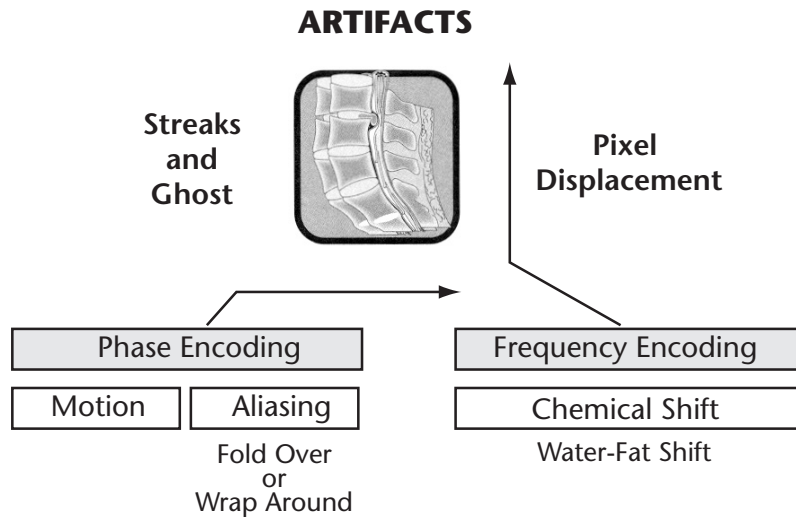 ARTIFACTS
Streaks
and
Ghost
Pixel
Displacement
Phase Encoding
Frequency Encoding
Motion
Aliasing
Chemical Shift
Fold Over
or
Wrap Around
Water-Fat Shift